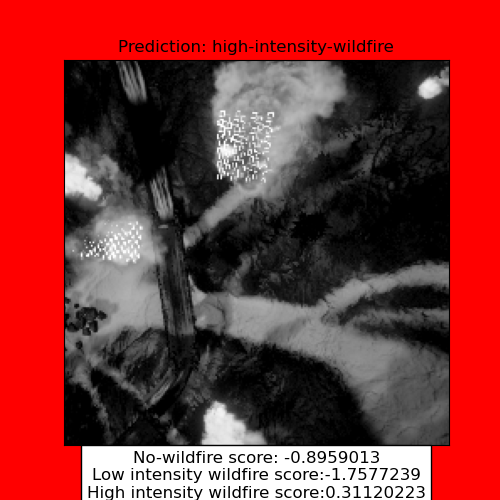 Prediction: high-intensity-wildfire
No-wildfire score: -0.8959013
Low intensity wildfire score:-1.7577239
High intensity wildfire score:0.31120223